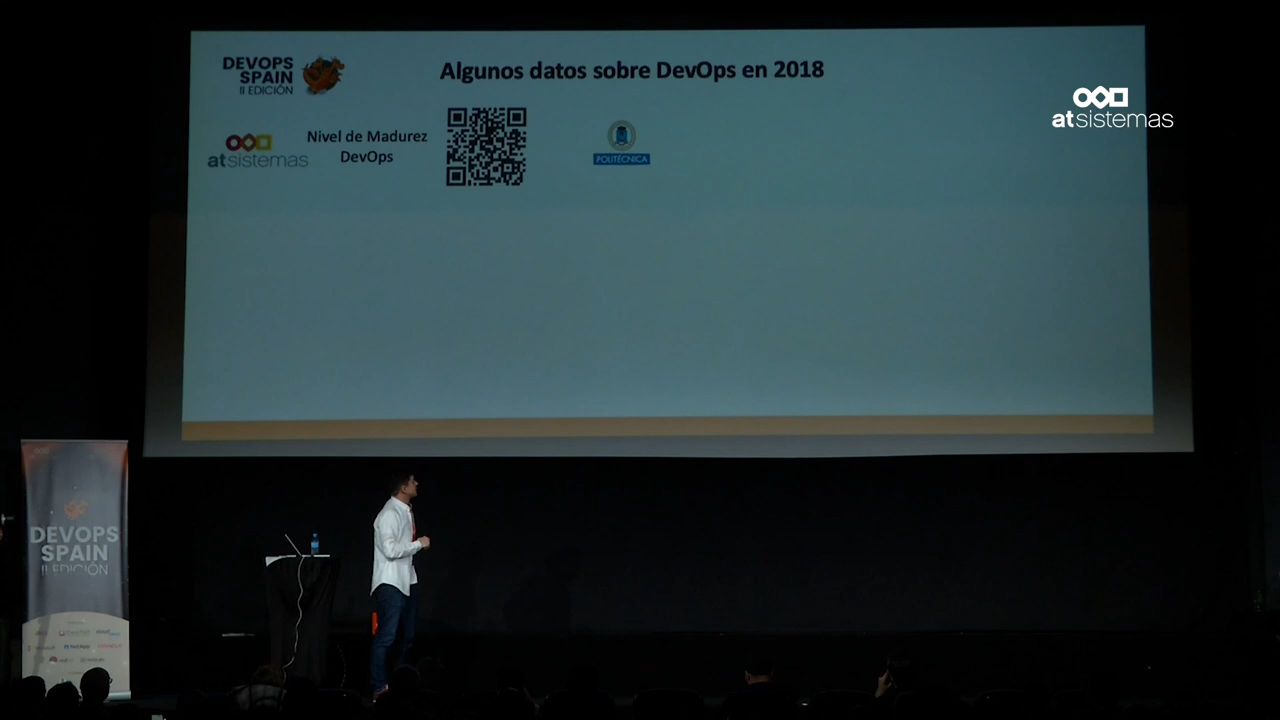 DEVOPS
SPAIN
II EDICIÓN
Algunos datos sobre DevOps en 2018
atsistemas
Nivel de Madurez
DevOps
POLITÉCNICA
atsistemas
DEVOPS
SPAIN
II EDICIÓN